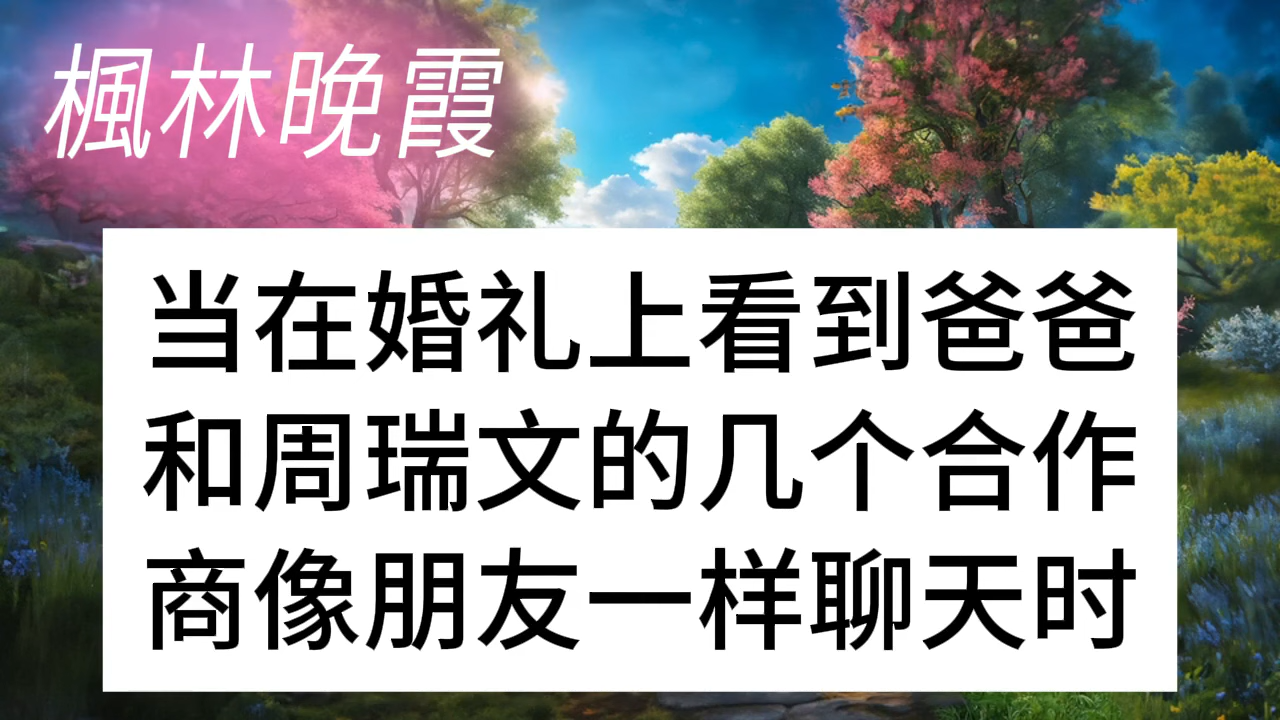 楓林晚霞
当在婚礼上看到爸爸
和周瑞文的几个合作
商像朋友一样聊天时